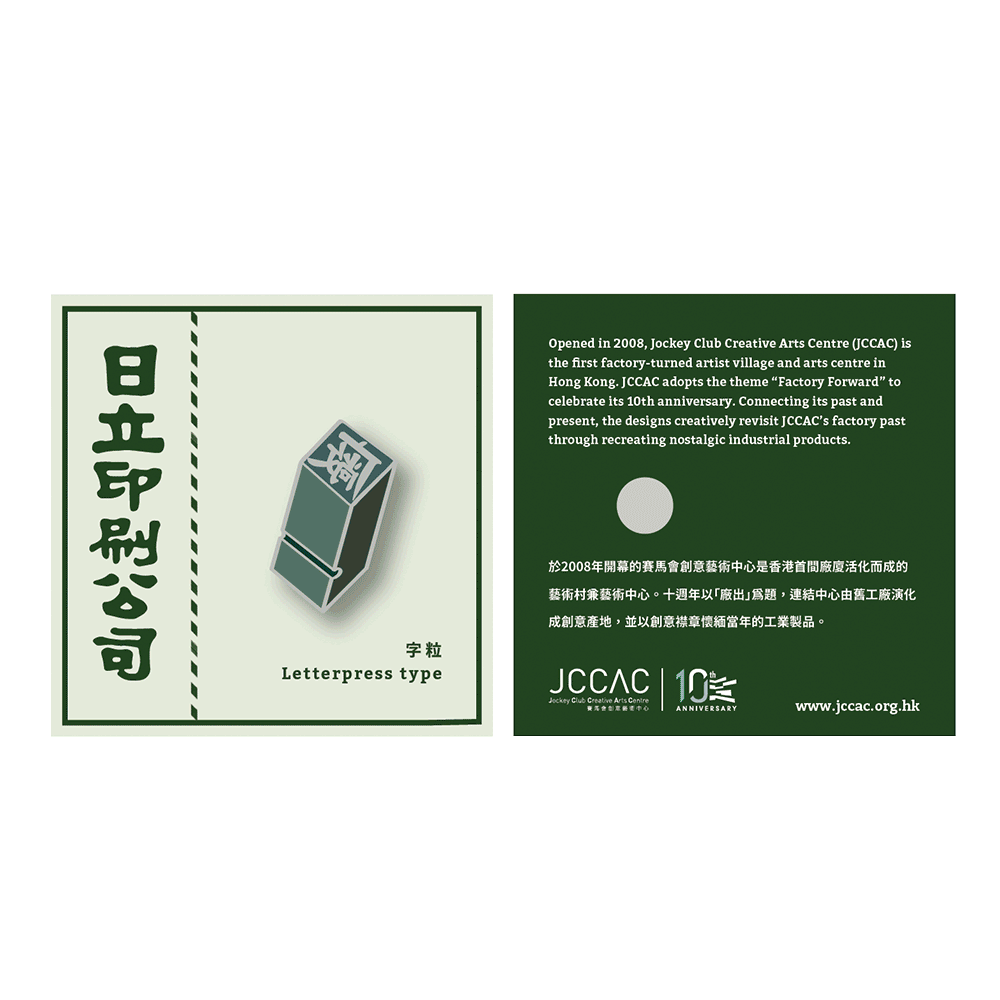 日立印刷公司
字粒
Letterpress type
Opened in 2008, Jockey Club Creative Arts Centre (JCCAC) is
the first factory-turned artist village and arts centre in
Hong Kong. JCCAC adopts the theme “Factory Forward” to
celebrate its 10th anniversary. Connecting its past and
present, the designs creatively revisit JCCAC’s factory past
through recreating nostalgic industrial products.
於2008年開幕的賽馬會創意藝術中心是香港首間廠廈活化而成的
藝術村兼藝術中心。十週年以「廠出」爲題，連結中心由舊工廠演化
成創意產地，並以創意襟章懷緬當年的工業製品。
JCCAC
Jockey Club Creative Arts Centre
賽馬會創意藝術中心
10th
ANNIVERSARY
www.jccac.org.hk